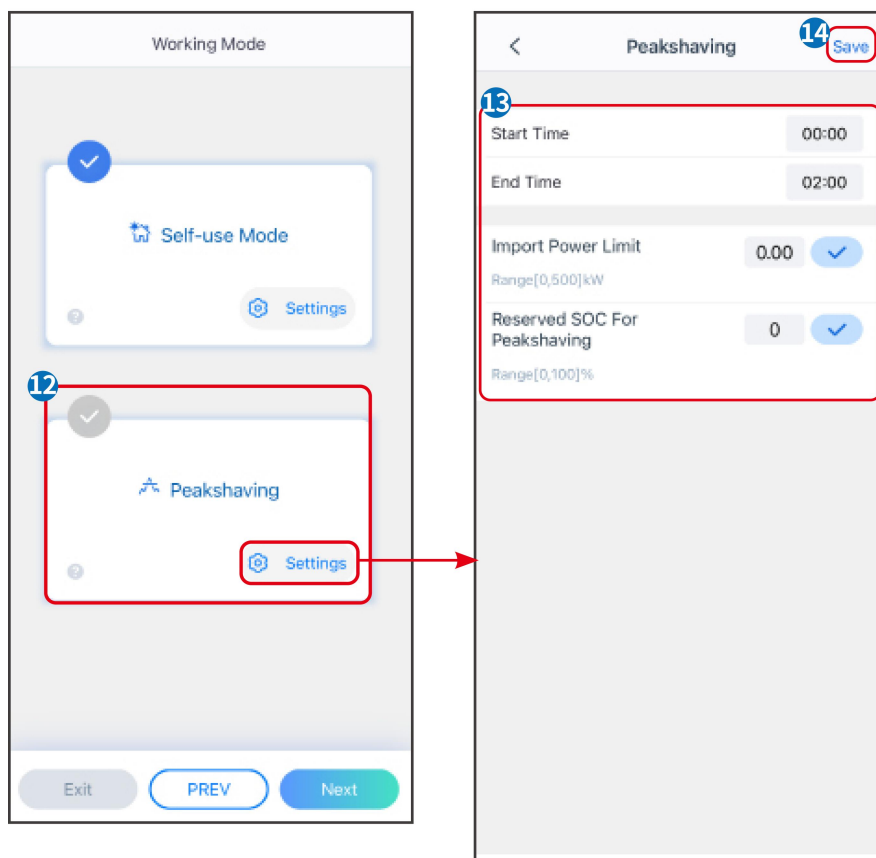 Working Mode
Self-use Mode
Settings
12
Peakshaving
Settings
Exit
PREV
Next
Peakshaving
14
Save
13
Start Time
00:00
End Time
02:00
Import Power Limit
0.00
Range[0,500]kW
Reserved SOC For
Peakshaving
0
Range[0,100]%